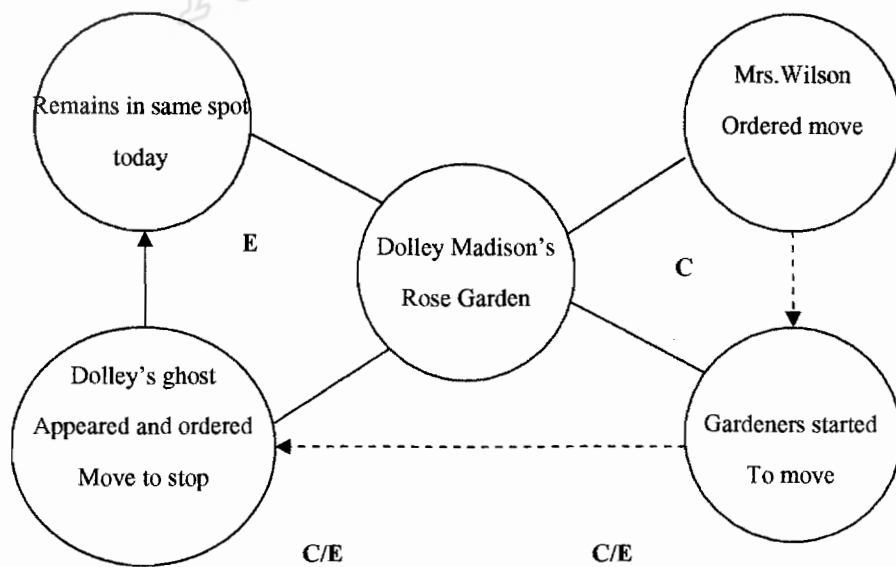 Remains in same spot
today
Mrs.Wilson
Ordered move
E
Dolley Madison's
Rose Garden
C
Dolley's ghost
Appeared and ordered
Move to stop
Gardeners started
To move
C/E
C/E